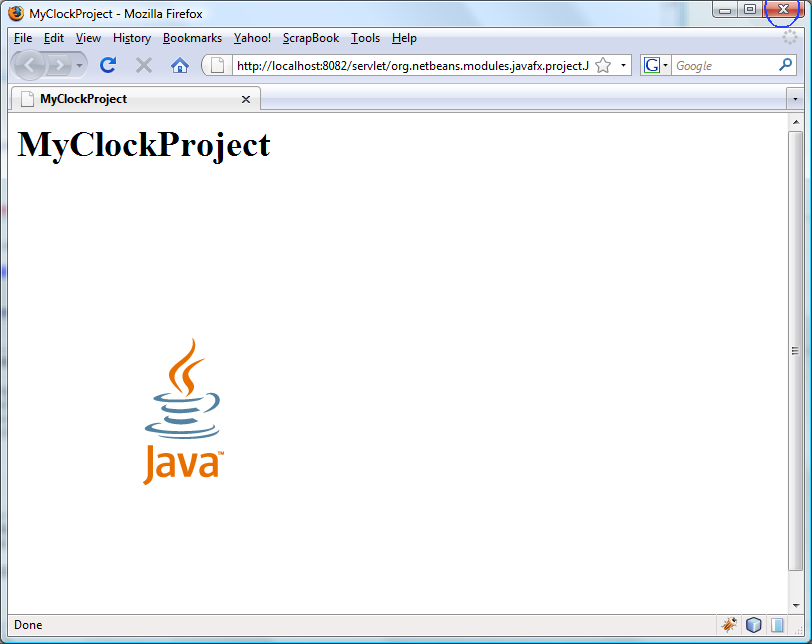 MyClockProject - Mozilla Firefox
File Edit View History Bookmarks Yahoo! ScrapBook Tools Help
http://localhost:8082/servlet/org.netbeans.modules.javafx.project.J G Google
MyClockProject
MyClockProject
Java™
Done